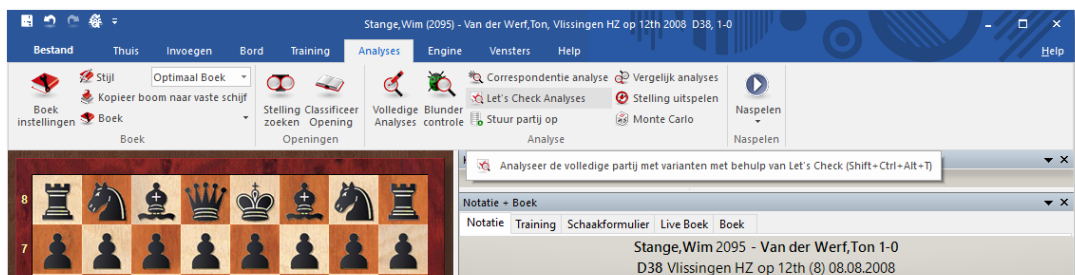 Stange,Wim (2095) - Van der Werf,Ton, Vlissingen HZ op 12th 2008 D38, 1-0
Bestand Thuis Invoegen Bord Training Analyses Engine Vensters Help Help
Boek instellingen
Stijl Optimaal Boek
Kopieer boom naar vaste schijf
Boek
Boek
Stelling zoeken
Classificeer Opening
Openingen
Volledige Analyses
Blunder controle
Correspondentie analyse
Let's Check Analyses
Stuur partij op
Vergelijk analyses
Stelling uitspelen
Monte Carlo
Analyse
Naspelen
Naspelen
Analyseer de volledige partij met varianten met behulp van Let's Check (Shift+Ctrl+Alt+T)
Notatie + Boek
Notatie Training Schaakformulier Live Boek Boek
Stange,Wim 2095 - Van der Werf,Ton 1-0
D38 Vlissingen HZ op 12th (8) 08.08.2008
8
7